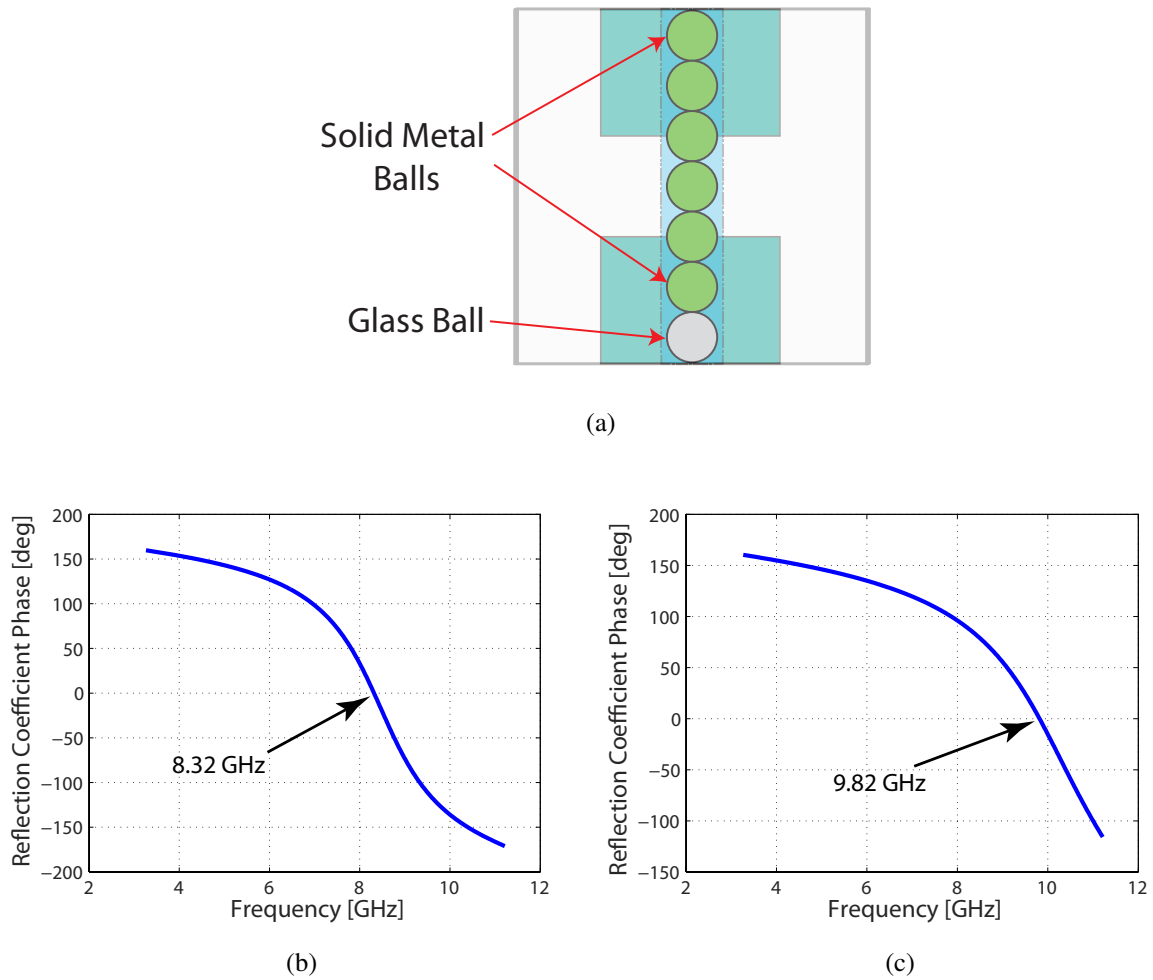 Solid Metal
Balls
Glass Ball
(a)
200
150
100
50
0
−50
−100
−150
−200
2
4
6
8
10
12
Reflection Coefficient Phase [deg]
Frequency [GHz]
8.32 GHz
(b)
200
150
100
50
0
−50
−100
−150
2
4
6
8
10
12
Reflection Coefficient Phase [deg]
Frequency [GHz]
9.82 GHz
(c)